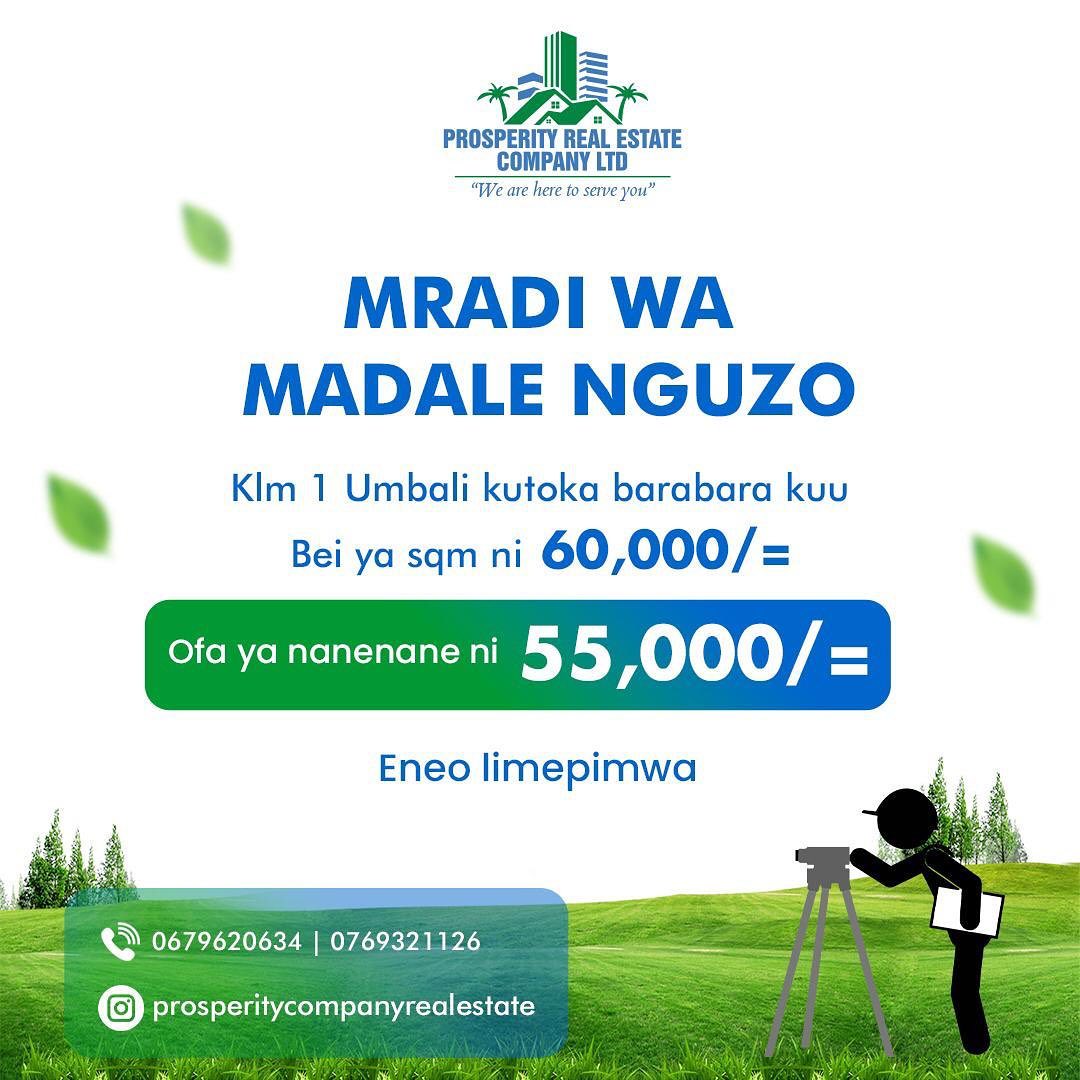 PROSPERITY REAL ESTATE
COMPANY LTD
"We are here to serve you"
MRADI WA
MADALE NGUZO
Klm 1 Umbali kutoka barabara kuu
Bei ya sqm ni 60,000/=
Ofa ya nanenane ni 55,000/=
Eneo limepimwa
0679620634 | 0769321126
prosperitycompanyrealestate